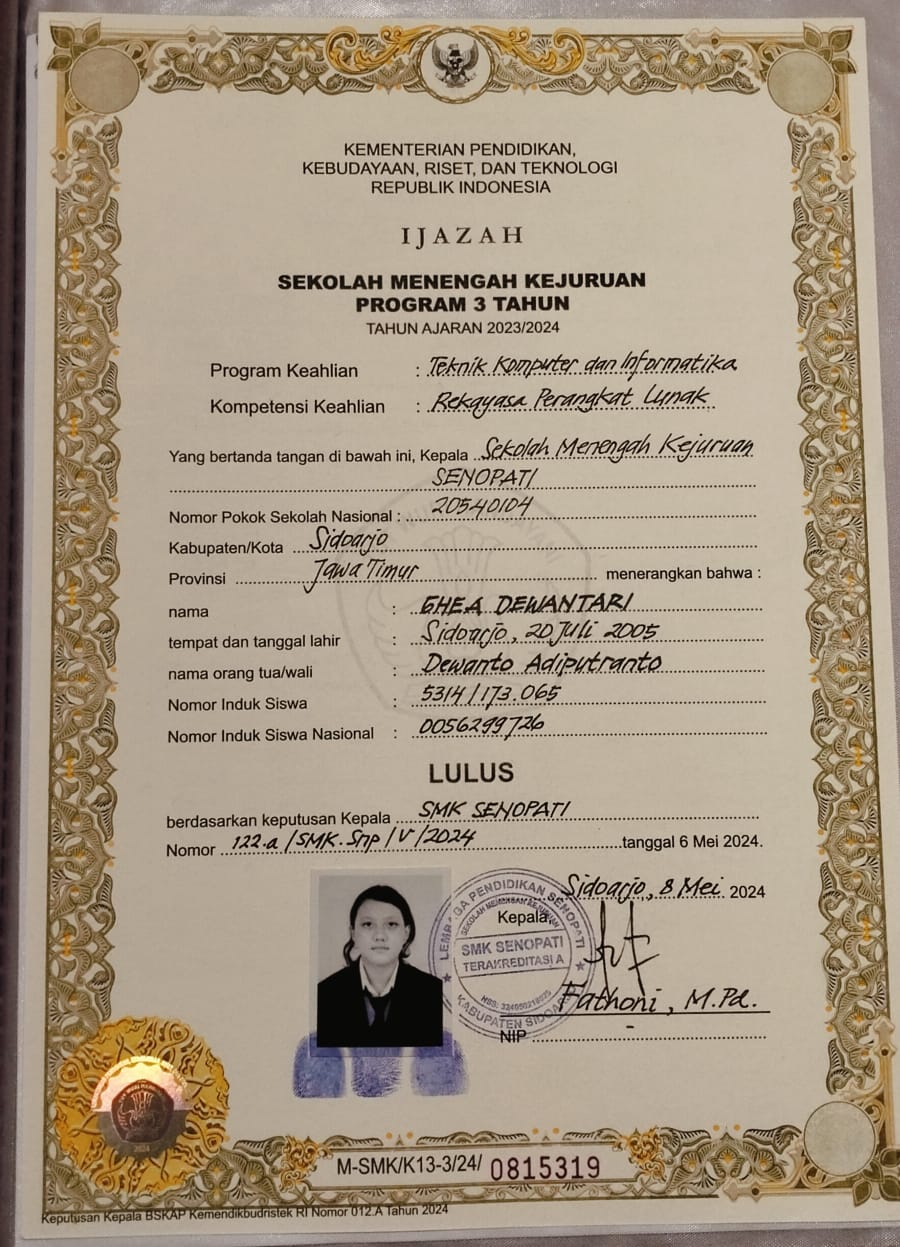 KEMENTERIAN PENDIDIKAN,
KEBUDAYAAN, RISET, DAN TEKNOLOGI
REPUBLIK INDONESIA
IJAZAH
SEKOLAH MENENGAH KEJURUAN
PROGRAM 3 TAHUN
TAHUN AJARAN 2023/2024
Program Keahlian : Teknik Komputer dan Informatika
Kompetensi Keahlian : Rekayasa Perangkat Lunak
Yang bertanda tangan di bawah ini, Kepala Sekolah Menengah Kejuruan
SENOPATI
Nomor Pokok Sekolah Nasional : 20540104
Kabupaten/Kota Sidoarjo
Provinsi Jawa Timur menerangkan bahwa :
nama : GHEA DEWANTARI
tempat dan tanggal lahir : Sidoarjo, 20 Juli 2005
nama orang tua/wali : Dewanto Adiputranto
Nomor Induk Siswa : 5314/173.065
Nomor Induk Siswa Nasional : 0056299726
LULUS
berdasarkan keputusan Kepala SMK SENOPATI
Nomor 122.a/SMK.Snp/V/2024 tanggal 6 Mei 2024.
Sidoarjo, 8 Mei 2024
Kepala
LEMBAGA PENDIDIKAN SENOPATI
SEKOLAH MENENGAH KEJURUAN
SMK SENOPATI
TERAKREDITASI A
KABUPATEN SIDOARJO
Fathoni, M.Pd.
NIP -
M-SMK/K13-3/24/ 0815319
Keputusan Kepala BSKAP Kemendikbudristek RI Nomor 012.A Tahun 2024